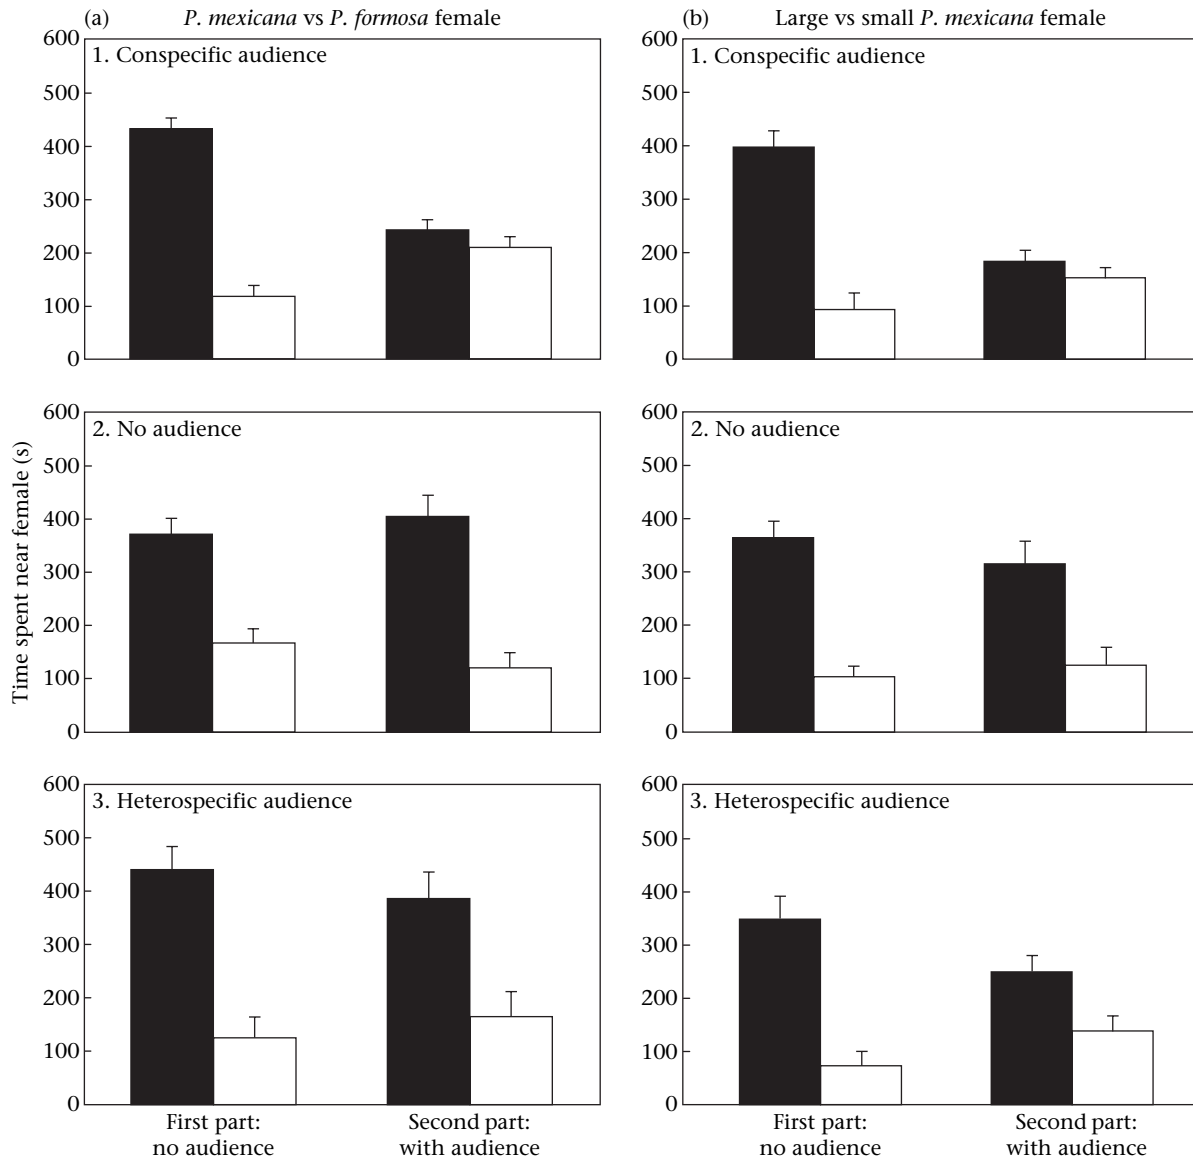 (a) P. mexicana vs P. formosa female
1. Conspecific audience
600
500
400
300
200
100
0
2. No audience
600
500
400
300
200
100
0
3. Heterospecific audience
600
500
400
300
200
100
0
First part:
no audience
Second part:
with audience
Time spent near female (s)
(b) Large vs small P. mexicana female
1. Conspecific audience
600
500
400
300
200
100
0
2. No audience
600
500
400
300
200
100
0
3. Heterospecific audience
600
500
400
300
200
100
0
First part:
no audience
Second part:
with audience